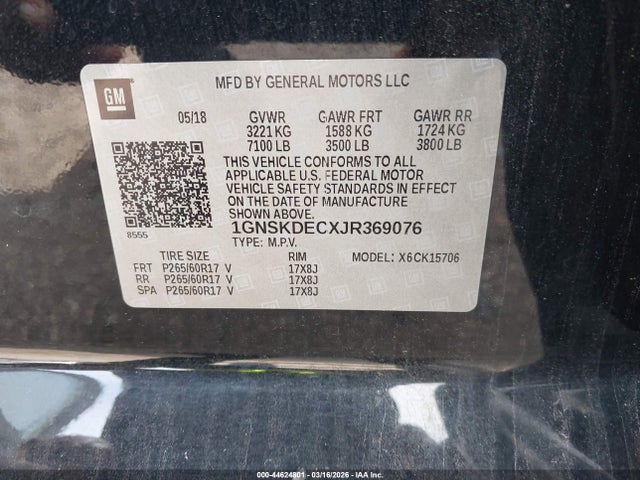 GM
MFD BY GENERAL MOTORS LLC
05/18 GVWR GAWR FRT GAWR RR
3221 KG 1588 KG 1724 KG
7100 LB 3500 LB 3800 LB
THIS VEHICLE CONFORMS TO ALL
APPLICABLE U.S. FEDERAL MOTOR
VEHICLE SAFETY STANDARDS IN EFFECT
ON THE DATE OF MANUFACTURE
SHOWN ABOVE.
8555
1GNSKDECXJR369076
TYPE: M.P.V.
TIRE SIZE RIM MODEL: X6CK15706
FRT P265/60R17 V 17X8J
RR P265/60R17 V 17X8J
SPA P265/60R17 V 17X8J
000-44624801 - 03/16/2026 - IAA Inc.